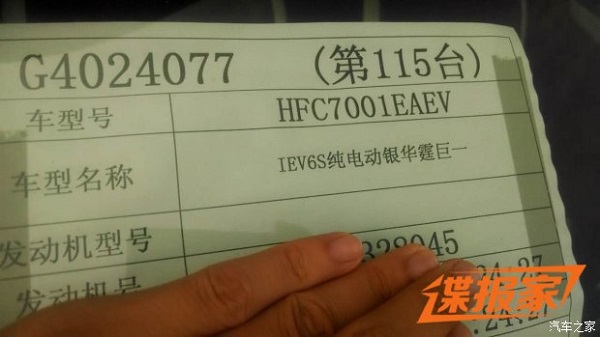 G4024077 (第115台)
车型号 HFC7001EAEV
车型名称 IEV6S纯电动银华霆巨一
发动机型号
328945
发动机号
24.27
谍报家
汽车之家